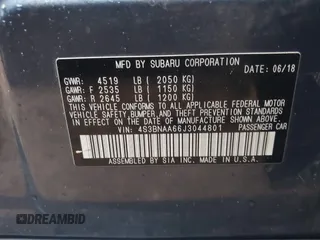 MFD BY SUBARU CORPORATION
DATE: 06/18
GVWR: 4519 LB ( 2050 KG)
GAWR: F 2535 LB ( 1150 KG)
GAWR: R 2645 LB ( 1200 KG)
THIS VEHICLE CONFORMS TO ALL APPLICABLE
FEDERAL MOTOR VEHICLE SAFETY,
BUMPER, AND THEFT PREVENTION STANDARDS
IN EFFECT ON THE DATE OF
MANUFACTURE SHOWN ABOVE.
VIN: 4S3BNAA66J3044801
PASSENGER CAR
ASSEMBLED BY SIA INC. IN U.S.A.
DREAMBID